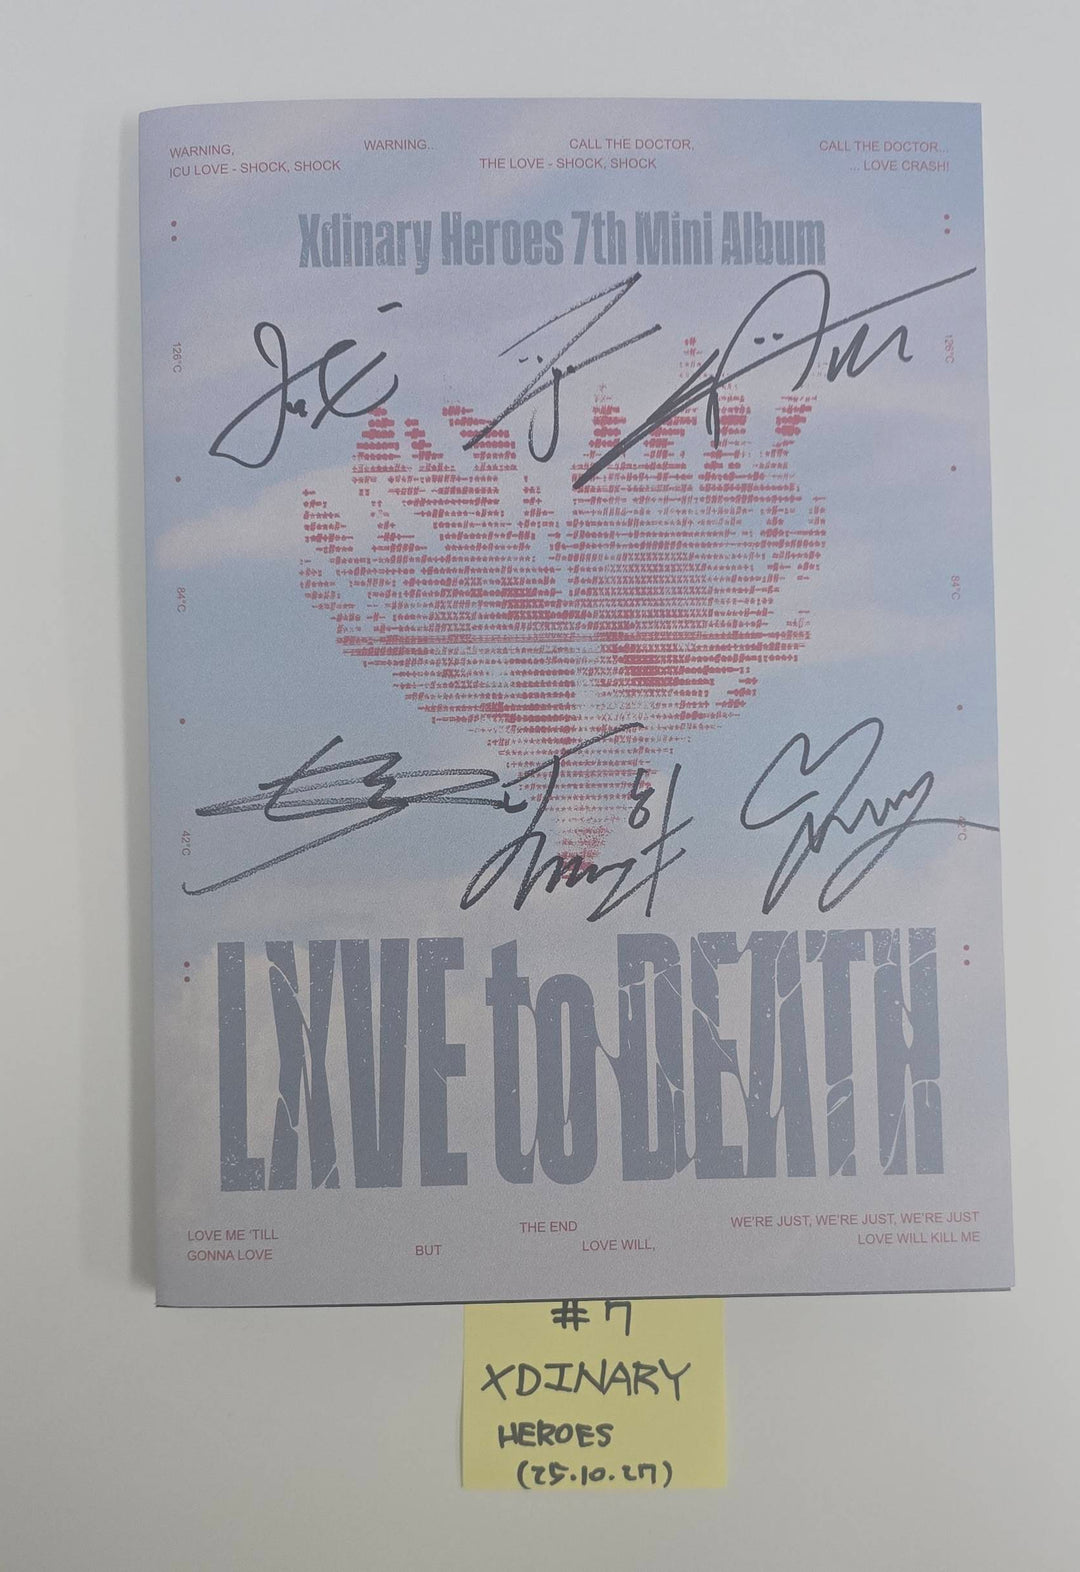 WARNING, WARNING.. CALL THE DOCTOR, CALL THE DOCTOR...
ICU LOVE - SHOCK, SHOCK THE LOVE - SHOCK, SHOCK ... LOVE CRASH!
Xdinary Heroes 7th Mini Album
126°C 126°C
84°C 84°C
42°C 42°C
LXVE to DEATH
LOVE ME 'TILL THE END WE'RE JUST, WE'RE JUST, WE'RE JUST
GONNA LOVE BUT LOVE WILL, LOVE WILL KILL ME
#7
XDINARY
HEROES
(25.10.27)